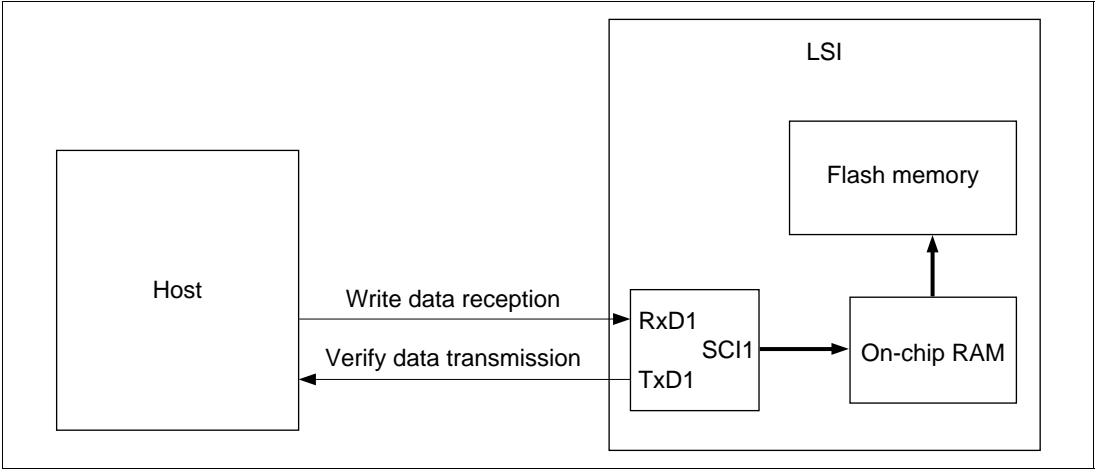 LSI
Flash memory
Host
Write data reception
RxD1
SCI1
On-chip RAM
Verify data transmission
TxD1